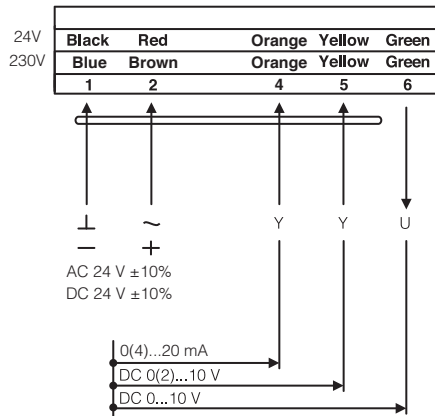 24V Black Red Orange Yellow Green
230V Blue Brown Orange Yellow Green
1 2 4 5 6
⊥ ~ Y Y U
– +
AC 24 V ±10%
DC 24 V ±10%
0(4)...20 mA
DC 0(2)...10 V
DC 0...10 V